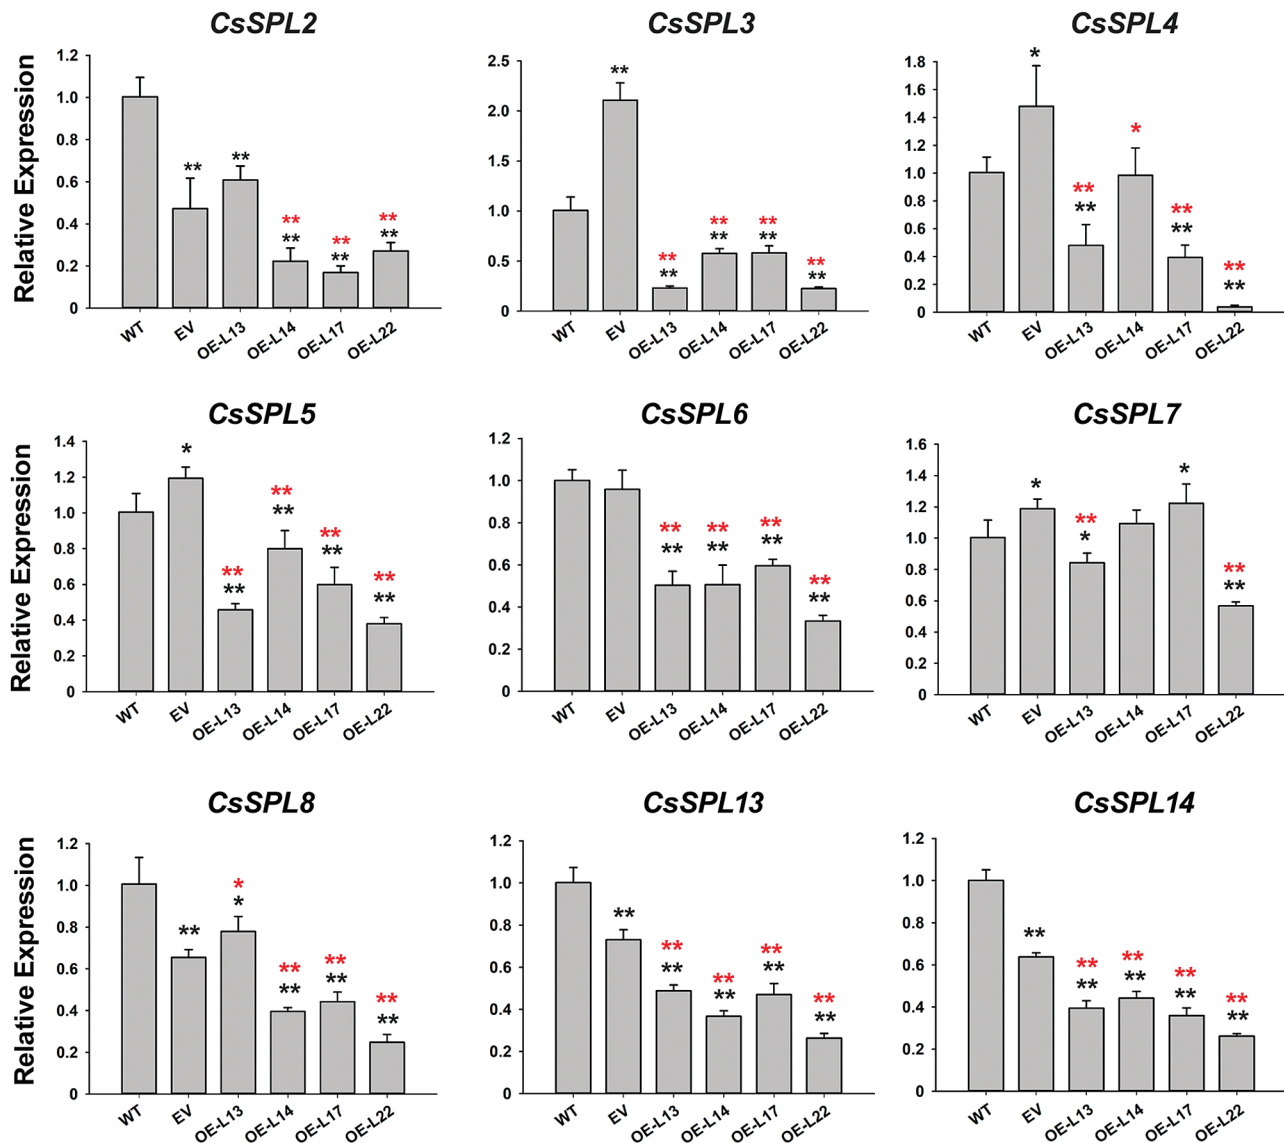 CsSPL2
Relative Expression
1.2
1.0
0.8
0.6
0.4
0.2
0
**
**
**
**
**
**
**
**
WT
EV
OE-L13
OE-L14
OE-L17
OE-L22
CsSPL3
2.5
2.0
1.5
1.0
0.5
0
**
**
**
**
**
**
**
**
**
WT
EV
OE-L13
OE-L14
OE-L17
OE-L22
CsSPL4
1.8
1.6
1.4
1.2
1.0
0.8
0.6
0.4
0.2
0
*
**
**
*
**
**
**
**
WT
EV
OE-L13
OE-L14
OE-L17
OE-L22
CsSPL5
Relative Expression
1.4
1.2
1.0
0.8
0.6
0.4
0.2
0
*
**
**
**
**
**
**
**
**
WT
EV
OE-L13
OE-L14
OE-L17
OE-L22
CsSPL6
1.2
1.0
0.8
0.6
0.4
0.2
0
**
**
**
**
**
**
**
**
WT
EV
OE-L13
OE-L14
OE-L17
OE-L22
CsSPL7
1.6
1.4
1.2
1.0
0.8
0.6
0.4
0.2
0
*
**
*
*
**
**
WT
EV
OE-L13
OE-L14
OE-L17
OE-L22
CsSPL8
Relative Expression
1.2
1.0
0.8
0.6
0.4
0.2
0
**
*
*
**
**
**
**
**
**
WT
EV
OE-L13
OE-L14
OE-L17
OE-L22
CsSPL13
1.2
1.0
0.8
0.6
0.4
0.2
0
**
**
**
**
**
**
**
**
**
WT
EV
OE-L13
OE-L14
OE-L17
OE-L22
CsSPL14
1.2
1.0
0.8
0.6
0.4
0.2
0
**
**
**
**
**
**
**
**
**
WT
EV
OE-L13
OE-L14
OE-L17
OE-L22